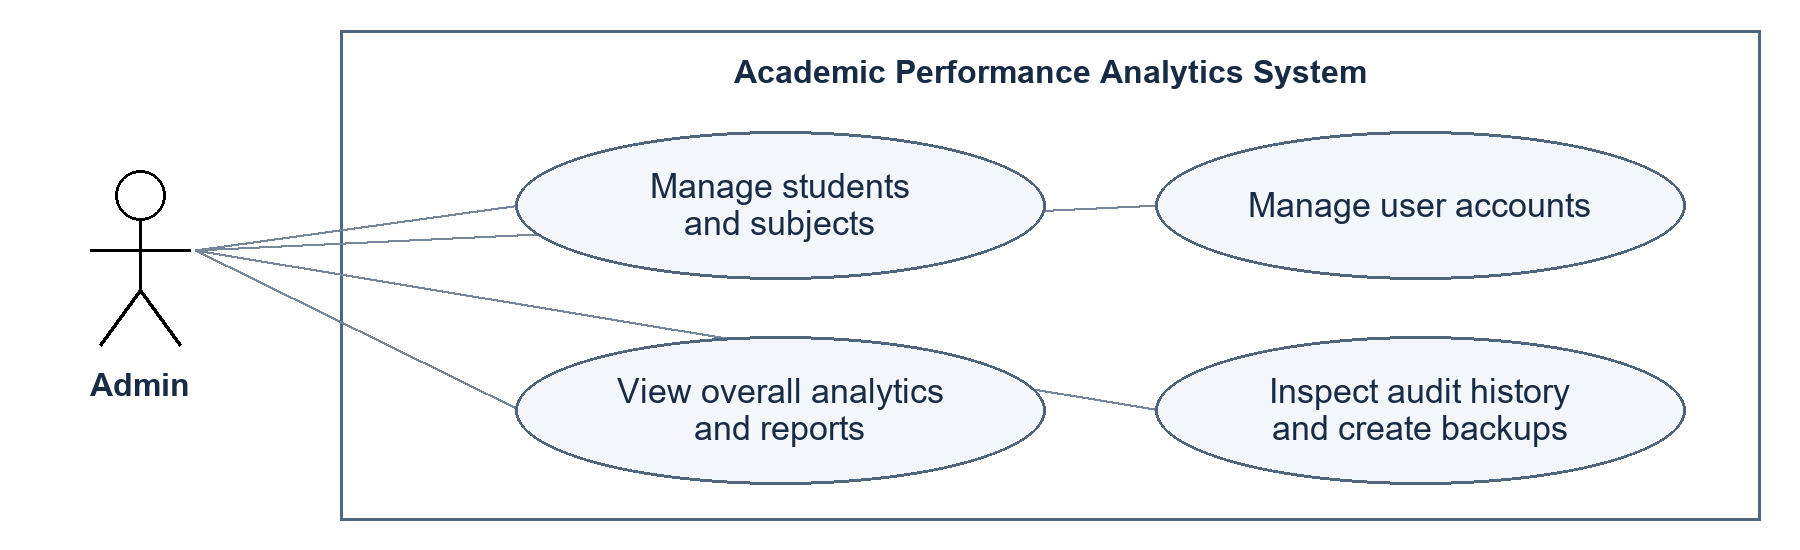 Academic Performance Analytics System
Manage students
and subjects
Manage user accounts
Admin
View overall analytics
and reports
Inspect audit history
and create backups